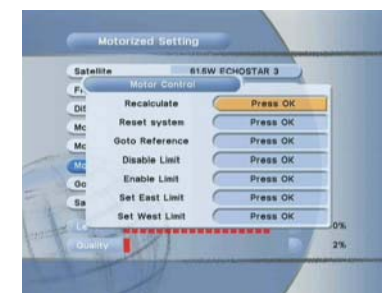 Motorized Setting
Satellite 61.5W ECHOSTAR 3
Motor Control
Recalculate Press OK
Reset system Press OK
Goto Reference Press OK
Disable Limit Press OK
Enable Limit Press OK
Set East Limit Press OK
Set West Limit Press OK
0%
Quality 2%